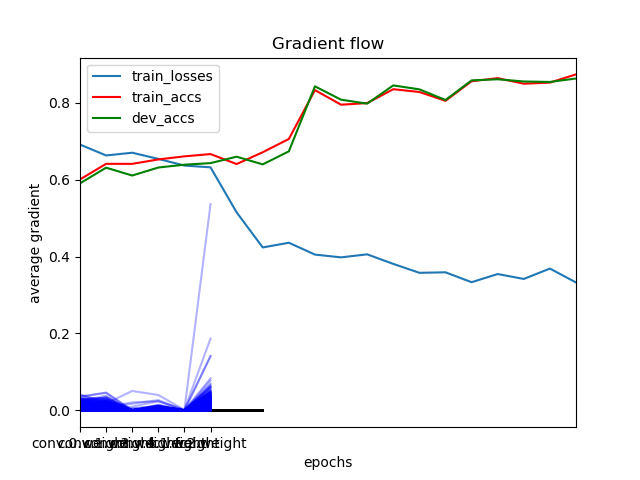 Gradient flow
train_losses
train_accs
dev_accs
average gradient
0.8
0.6
0.4
0.2
0.0
epochs